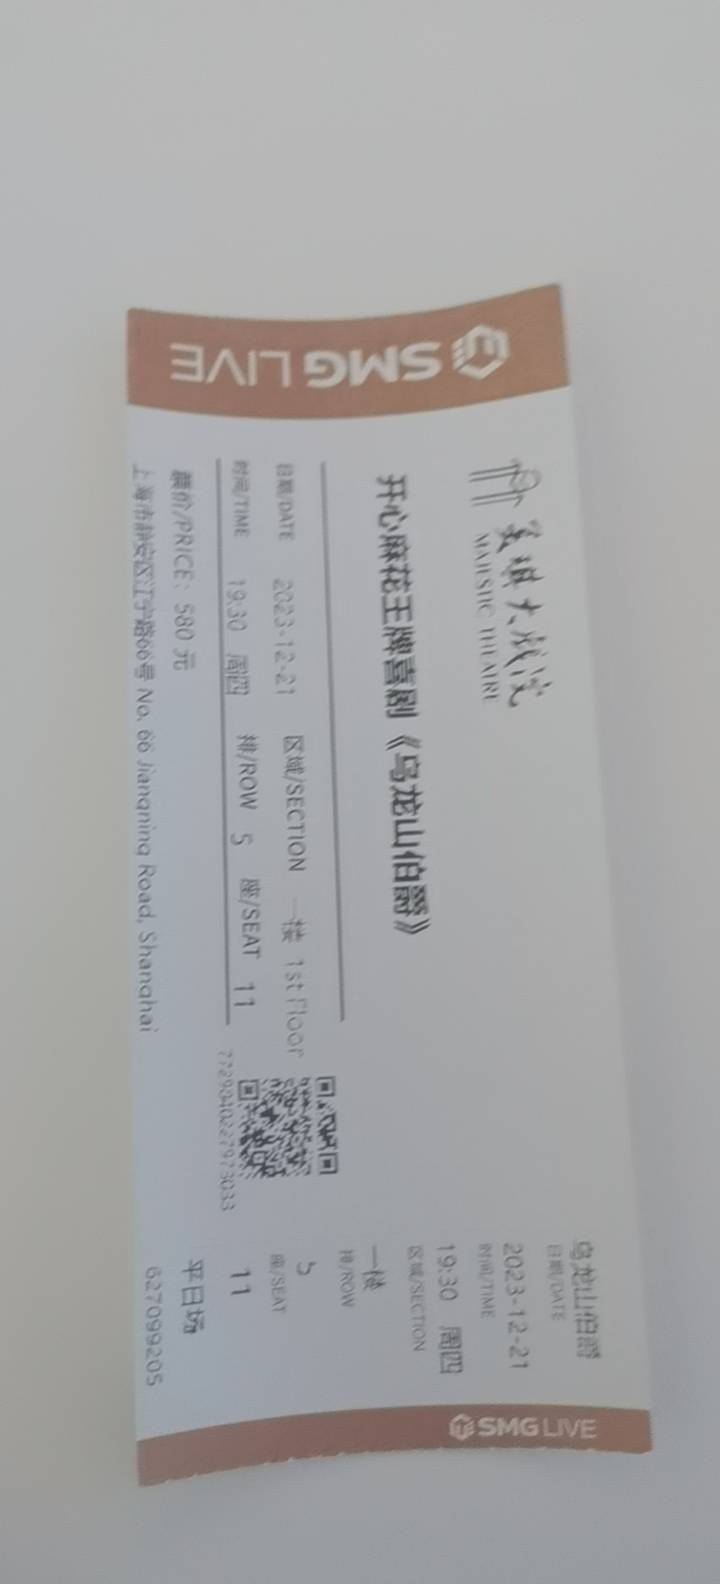 SMG LIVE
美琪大戏院
MAJESTIC THEATRE
开心麻花王牌喜剧《乌龙山伯爵》
日期/DATE 2023-12-21 区域/SECTION 一楼 1st Floor
时间/TIME 19:30 周四 排/ROW 5 座/SEAT 11
票价/PRICE: 580 元
上海市静安区江宁路66号 No. 66 Jiangning Road, Shanghai
乌龙山伯爵
日期/DATE
2023-12-21
时间/TIME
19:30 周四
区域/SECTION
一楼
排/ROW
5
座/SEAT
11
平日场
627099205
SMG LIVE